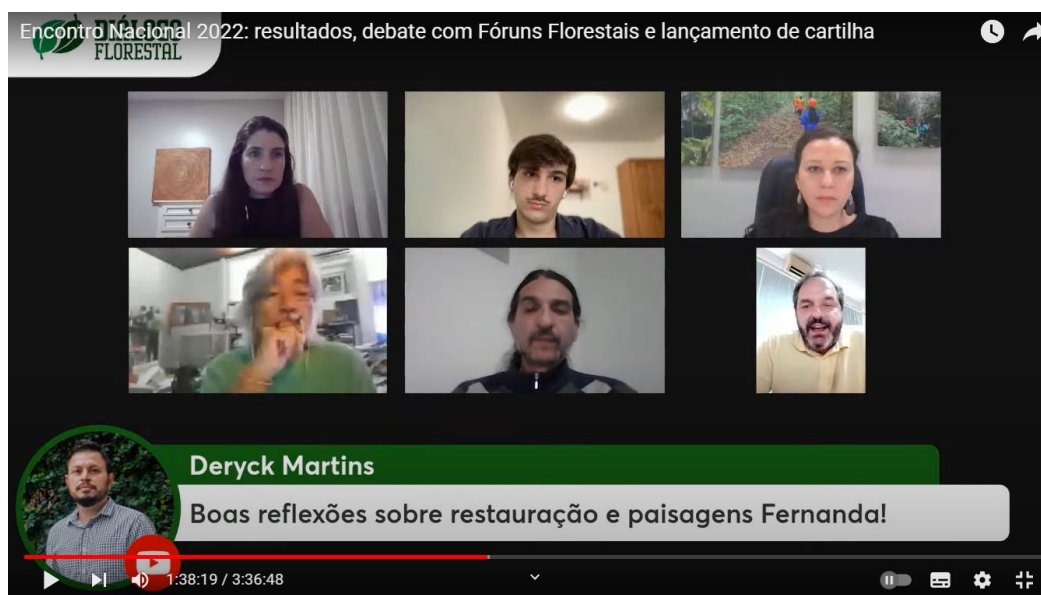 Encontro Nacional 2022: resultados, debate com Fóruns Florestais e lançamento de cartilha
DIÁLOGO
FLORESTAL
Deryck Martins
Boas reflexões sobre restauração e paisagens Fernanda!
1:38:19 / 3:36:48